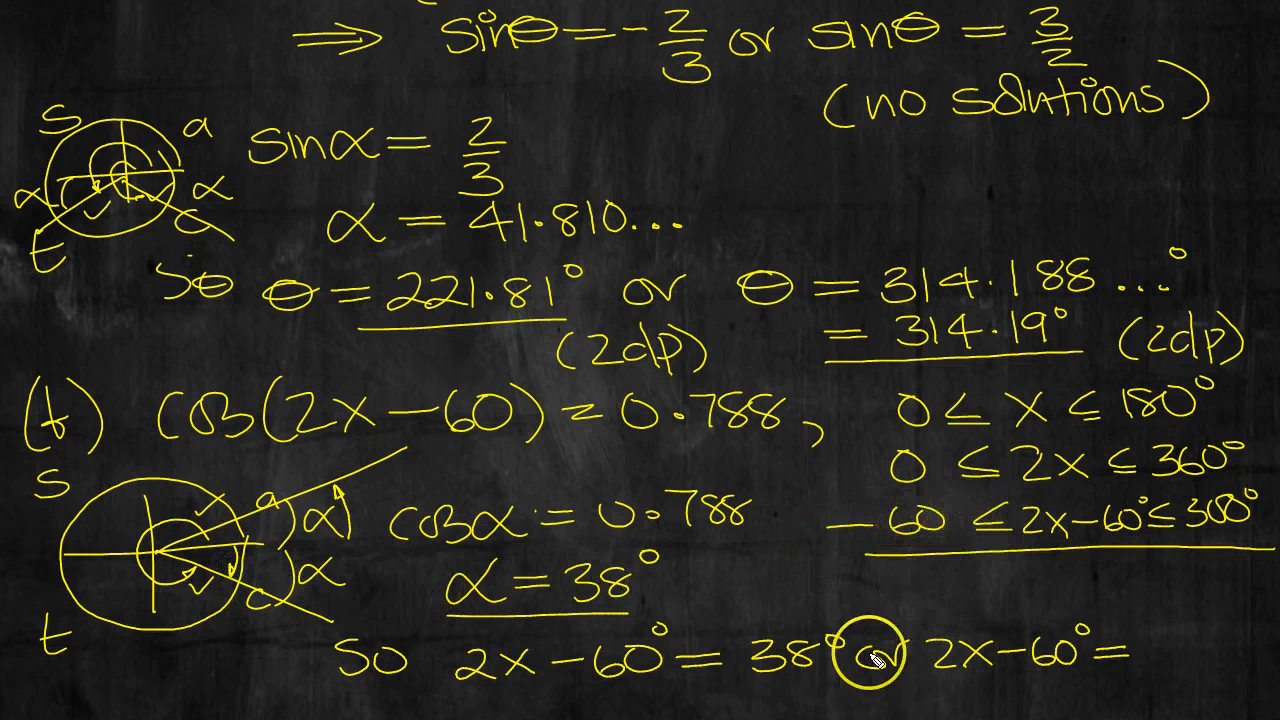 ⇒ sinθ = -2/3 or sinθ = 3/2
(no solutions)
s a
α α
t c
sinα = 2/3
α = 41.810...
So θ = 221.81° or θ = 314.188...°
(2dp) = 314.19° (2dp)
(f) cos(2x - 60) = 0.788, 0 ≤ x ≤ 180°
0 ≤ 2x ≤ 360°
-60 ≤ 2x-60° ≤ 300°
s a α
t c α
cosα = 0.788
α = 38°
So 2x - 60° = 38° or 2x-60° =